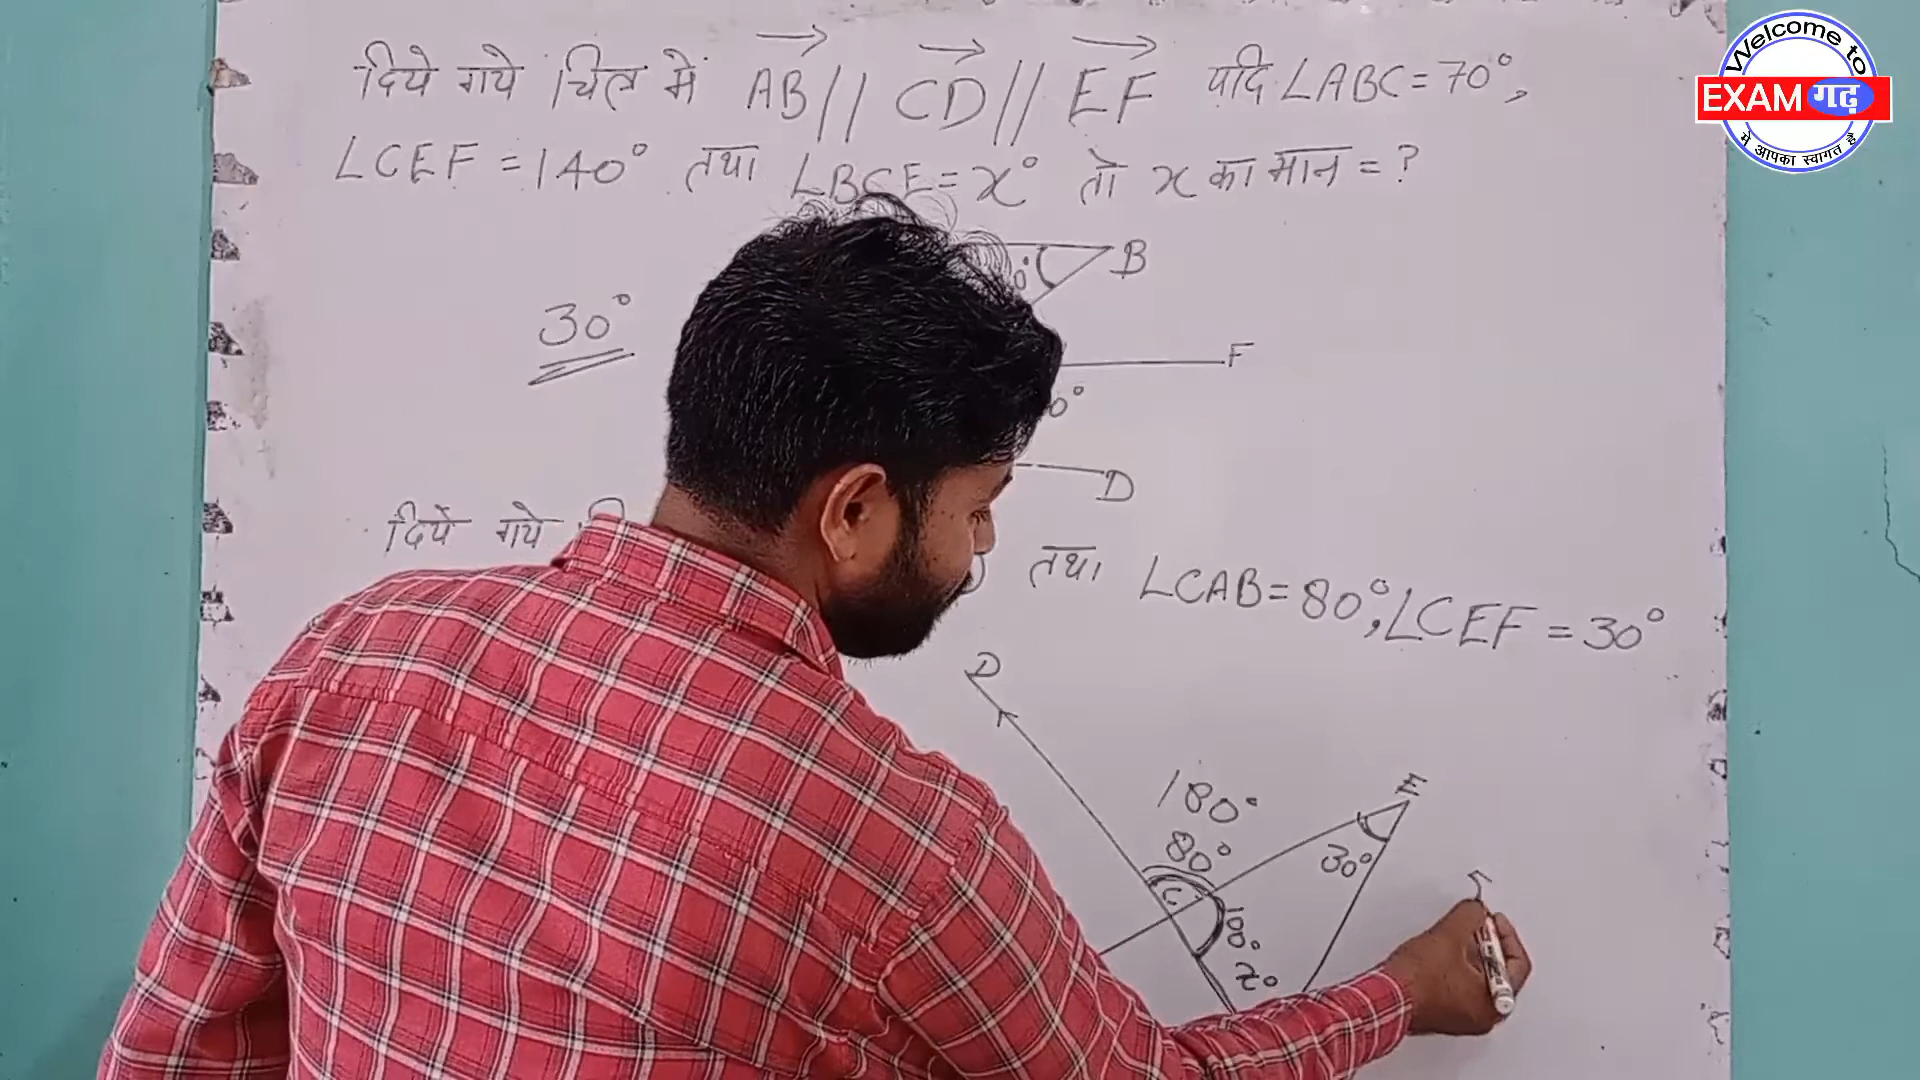 Welcome to
EXAM गढ़
मे आपका स्वागत है
दिये गये चित्र में AB // CD // EF यदि ∠ABC = 70°,
∠CEF = 140° तथा ∠BCE = x° तो x का मान = ?
B
30°
F
0°
D
दिये गये तथा ∠CAB = 80°, ∠CEF = 30°
D
E
180°
80°
30°
C
100°
x°